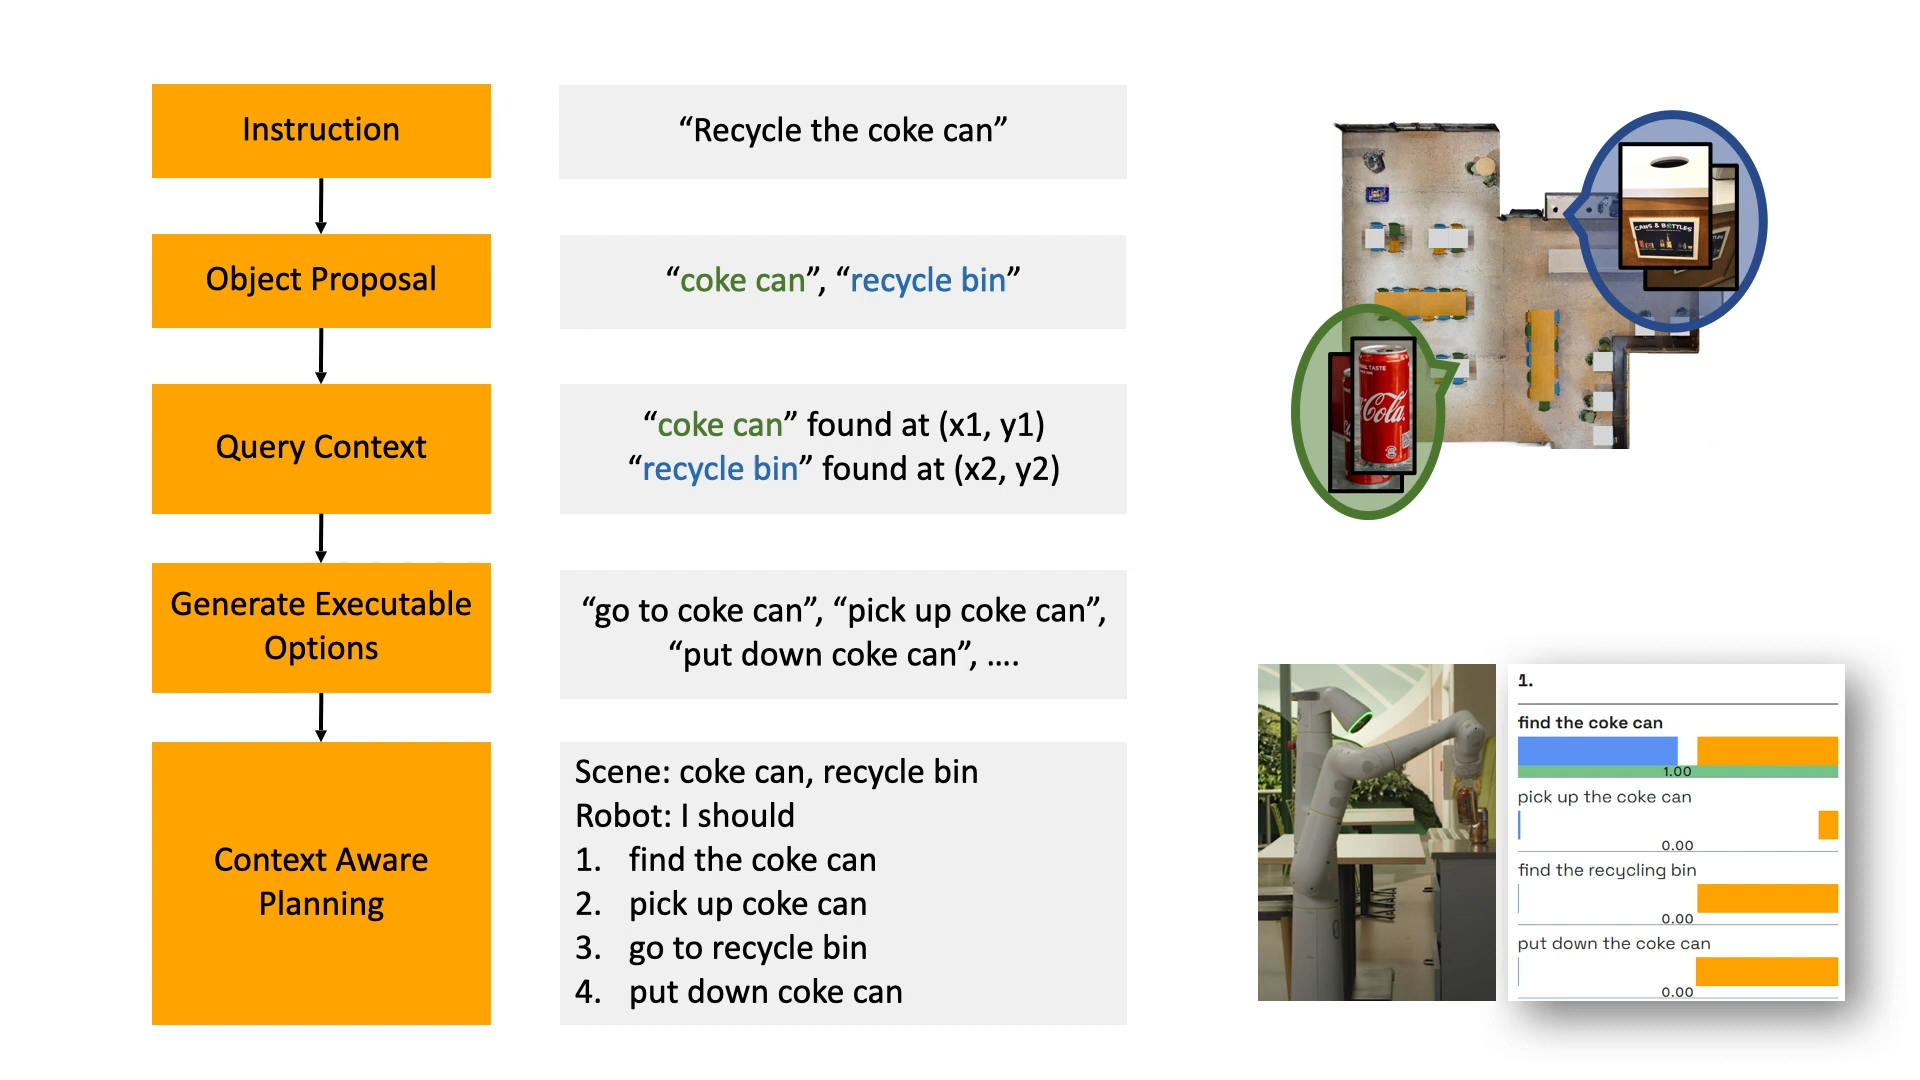 Instruction
“Recycle the coke can”
Object Proposal
“coke can”, “recycle bin”
Query Context
“coke can” found at (x1, y1)
“recycle bin” found at (x2, y2)
Generate Executable
Options
“go to coke can”, “pick up coke can”,
“put down coke can”, ....
Context Aware
Planning
Scene: coke can, recycle bin
Robot: I should
1. find the coke can
2. pick up coke can
3. go to recycle bin
4. put down coke can
CANS & BOTTLES
TASTE
Cola
1.
find the coke can
1.00
pick up the coke can
0.00
find the recycling bin
0.00
put down the coke can
0.00